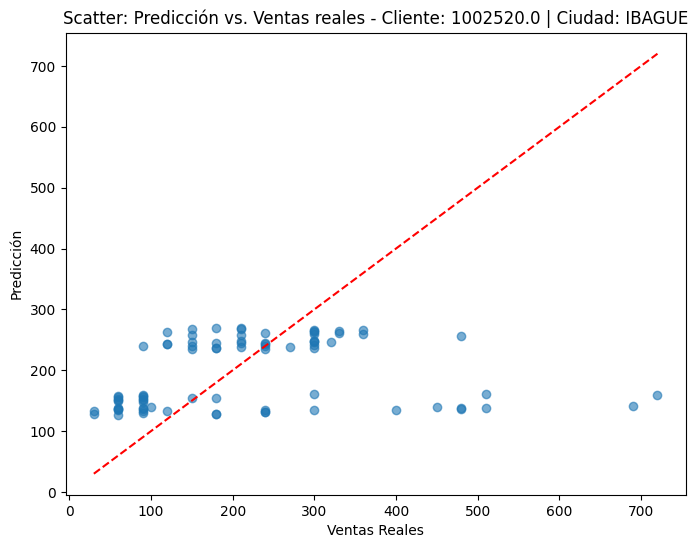 Scatter: Predicción vs. Ventas reales - Cliente: 1002520.0 | Ciudad: IBAGUE
Predicción
700
600
500
400
300
200
100
0
0 100 200 300 400 500 600 700
Ventas Reales